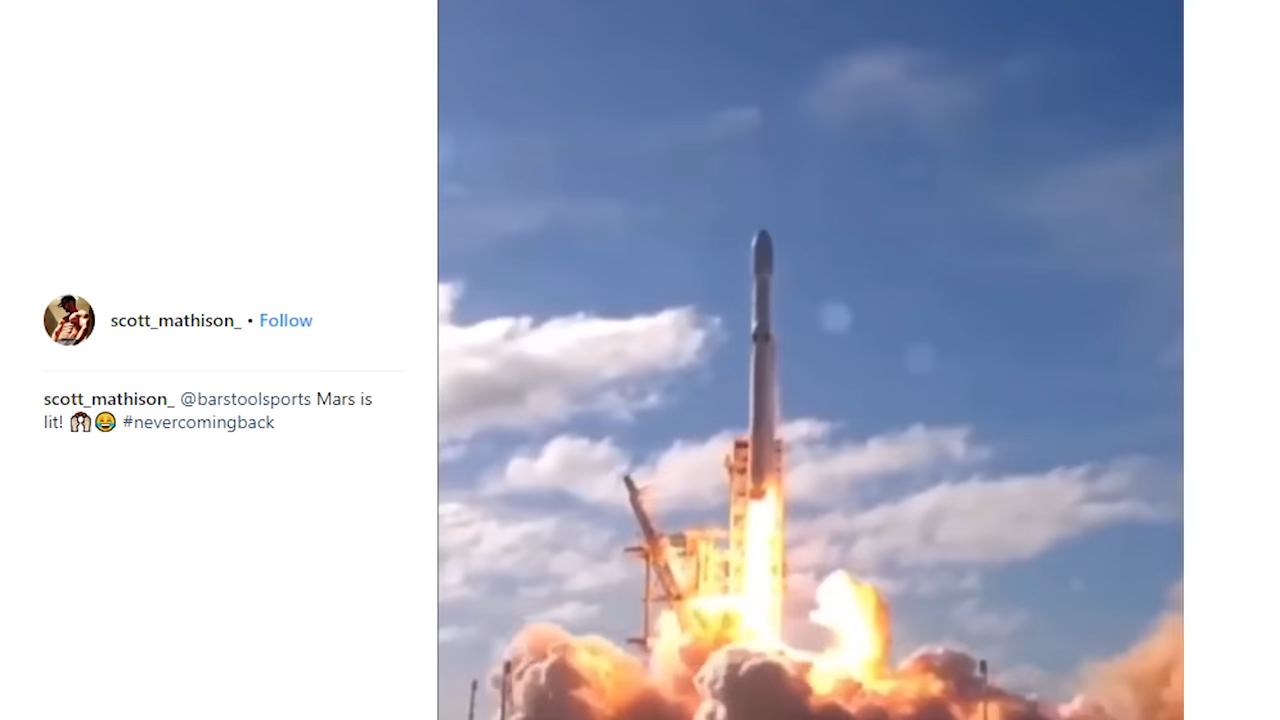 scott_mathison_ • Follow
scott_mathison_ @barstoolsports Mars is
lit! 🙌😂 #nevercomingback